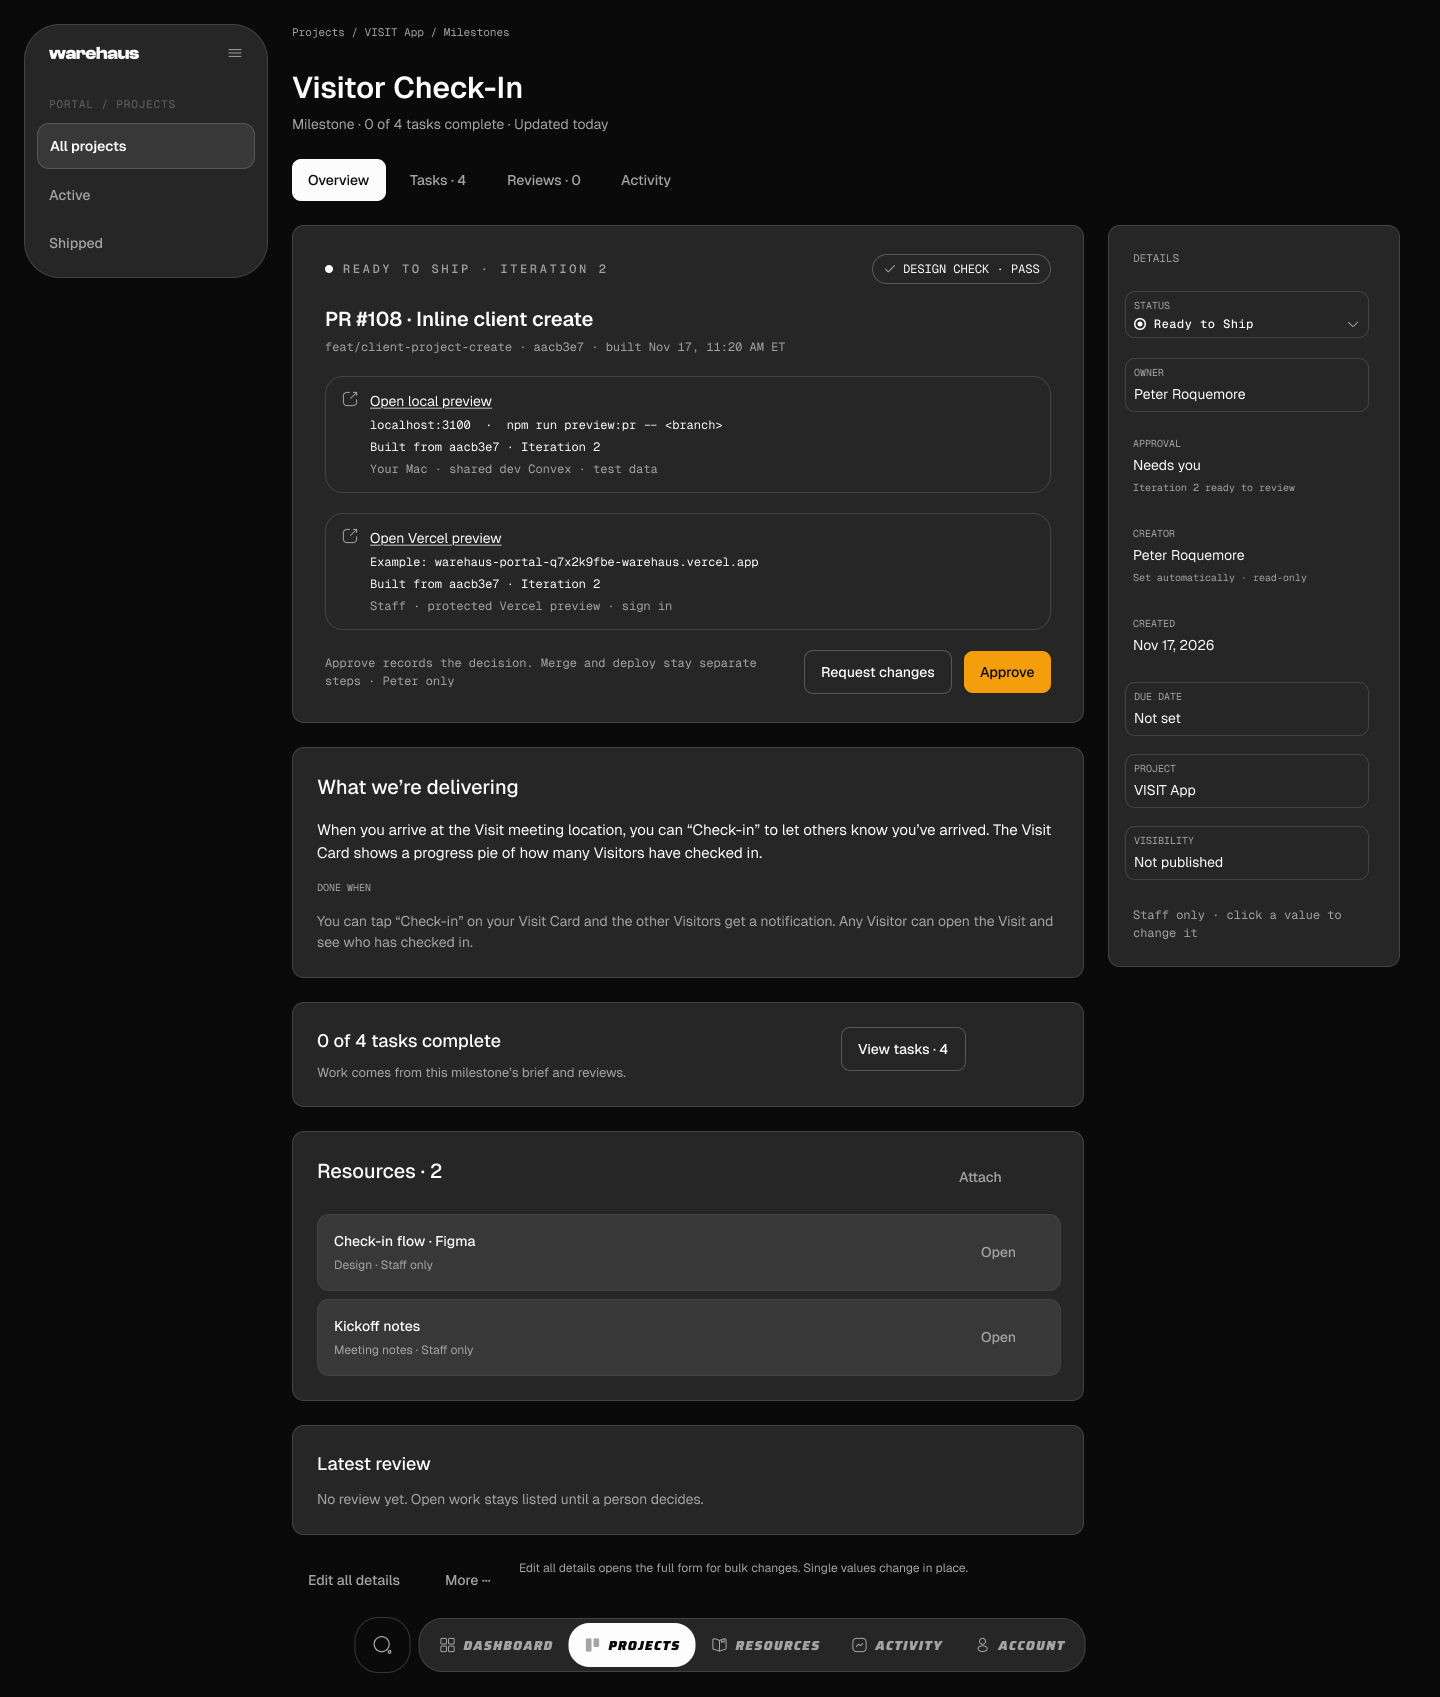 warehaus
PORTAL / PROJECTS
All projects
Active
Shipped
Projects / VISIT App / Milestones
Visitor Check-In
Milestone · 0 of 4 tasks complete · Updated today
Overview
Tasks · 4
Reviews · 0
Activity
READY TO SHIP · ITERATION 2
DESIGN CHECK · PASS
PR #108 · Inline client create
feat/client-project-create · aacb3e7 · built Nov 17, 11:20 AM ET
Open local preview
localhost:3100 · npm run preview:pr -- <branch>
Built from aacb3e7 · Iteration 2
Your Mac · shared dev Convex · test data
Open Vercel preview
Example: warehaus-portal-q7x2k9fbe-warehaus.vercel.app
Built from aacb3e7 · Iteration 2
Staff · protected Vercel preview · sign in
Approve records the decision. Merge and deploy stay separate
steps · Peter only
Request changes
Approve
What we’re delivering
When you arrive at the Visit meeting location, you can “Check-in” to let others know you’ve arrived. The Visit
Card shows a progress pie of how many Visitors have checked in.
DONE WHEN
You can tap “Check-in” on your Visit Card and the other Visitors get a notification. Any Visitor can open the Visit and
see who has checked in.
0 of 4 tasks complete
Work comes from this milestone’s brief and reviews.
View tasks · 4
Resources · 2
Attach
Check-in flow · Figma
Design · Staff only
Open
Kickoff notes
Meeting notes · Staff only
Open
Latest review
No review yet. Open work stays listed until a person decides.
Edit all details
More ···
Edit all details opens the full form for bulk changes. Single values change in place.
DETAILS
STATUS
Ready to Ship
OWNER
Peter Roquemore
APPROVAL
Needs you
Iteration 2 ready to review
CREATOR
Peter Roquemore
Set automatically · read-only
CREATED
Nov 17, 2026
DUE DATE
Not set
PROJECT
VISIT App
VISIBILITY
Not published
Staff only · click a value to
change it
DASHBOARD
PROJECTS
RESOURCES
ACTIVITY
ACCOUNT